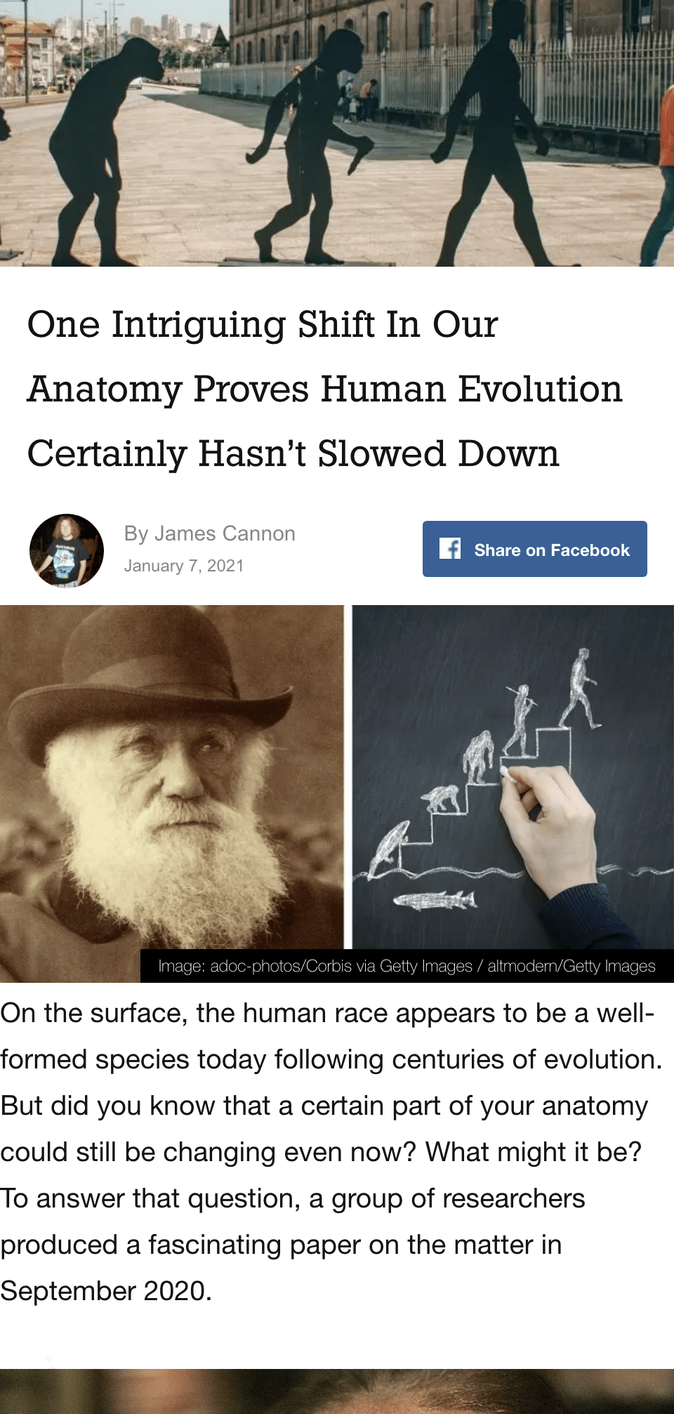 One Intriguing Shift In Our
Anatomy Proves Human Evolution
Certainly Hasn’t Slowed Down
By James Cannon
January 7, 2021
Share on Facebook
Image: adoc-photos/Corbis via Getty Images / altmodern/Getty Images
On the surface, the human race appears to be a well-
formed species today following centuries of evolution.
But did you know that a certain part of your anatomy
could still be changing even now? What might it be?
To answer that question, a group of researchers
produced a fascinating paper on the matter in
September 2020.